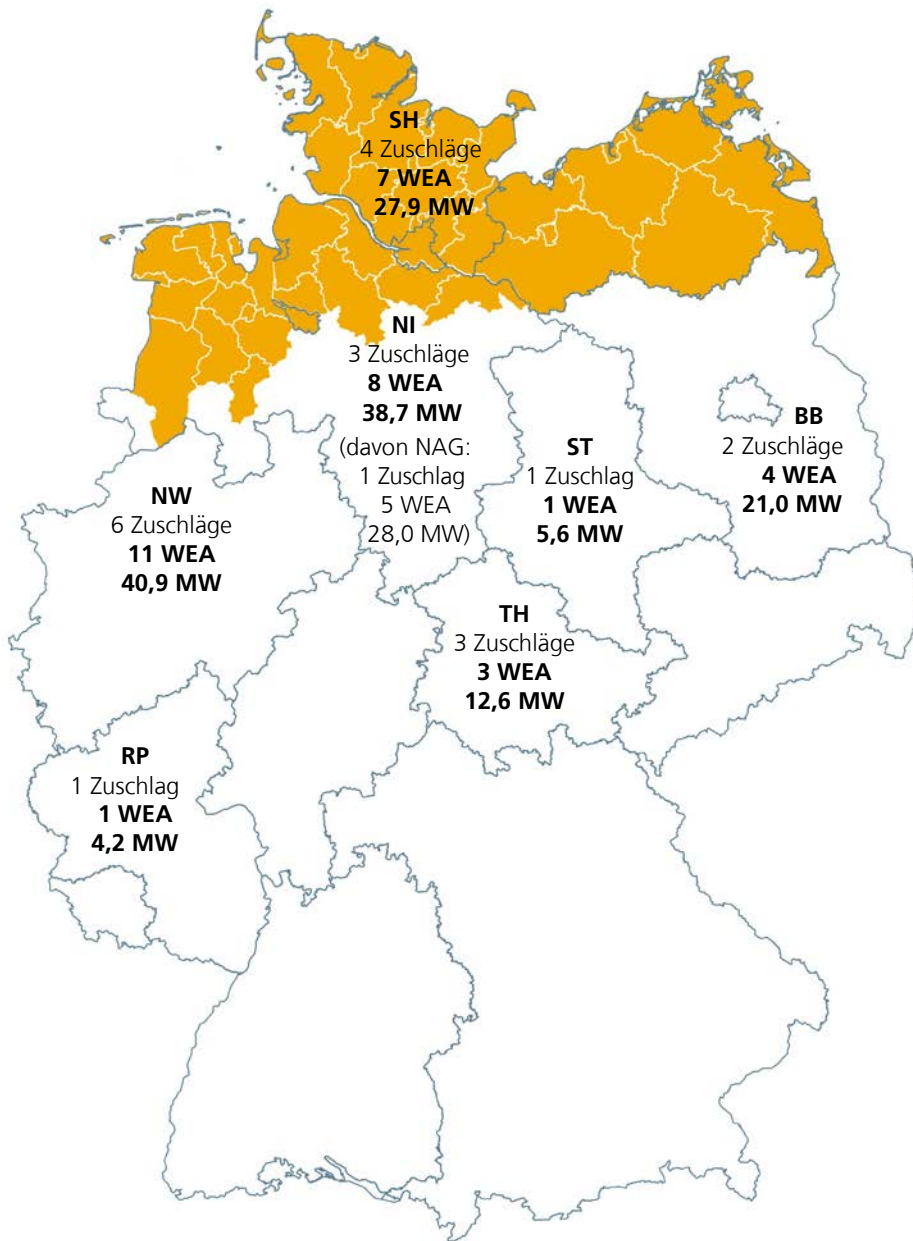 SH
4 Zuschläge
7 WEA
27,9 MW
NI
3 Zuschläge
8 WEA
38,7 MW
(davon NAG:
1 Zuschlag
5 WEA
28,0 MW)
BB
2 Zuschläge
4 WEA
21,0 MW
ST
1 Zuschlag
1 WEA
5,6 MW
NW
6 Zuschläge
11 WEA
40,9 MW
TH
3 Zuschläge
3 WEA
12,6 MW
RP
1 Zuschlag
1 WEA
4,2 MW